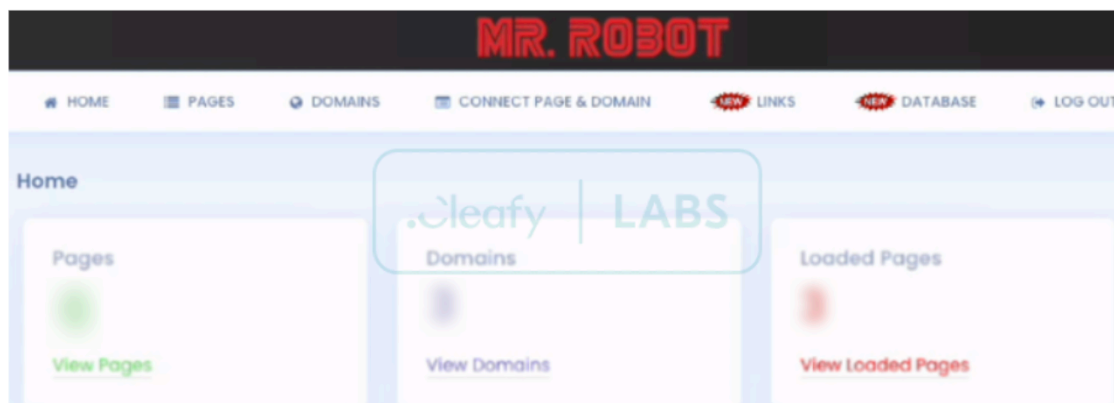 MR. ROBOT
HOME PAGES DOMAINS CONNECT PAGE & DOMAIN NEW LINKS NEW DATABASE LOG OUT
Home
.Cleafy | LABS
Pages Domains Loaded Pages
View Pages View Domains View Loaded Pages